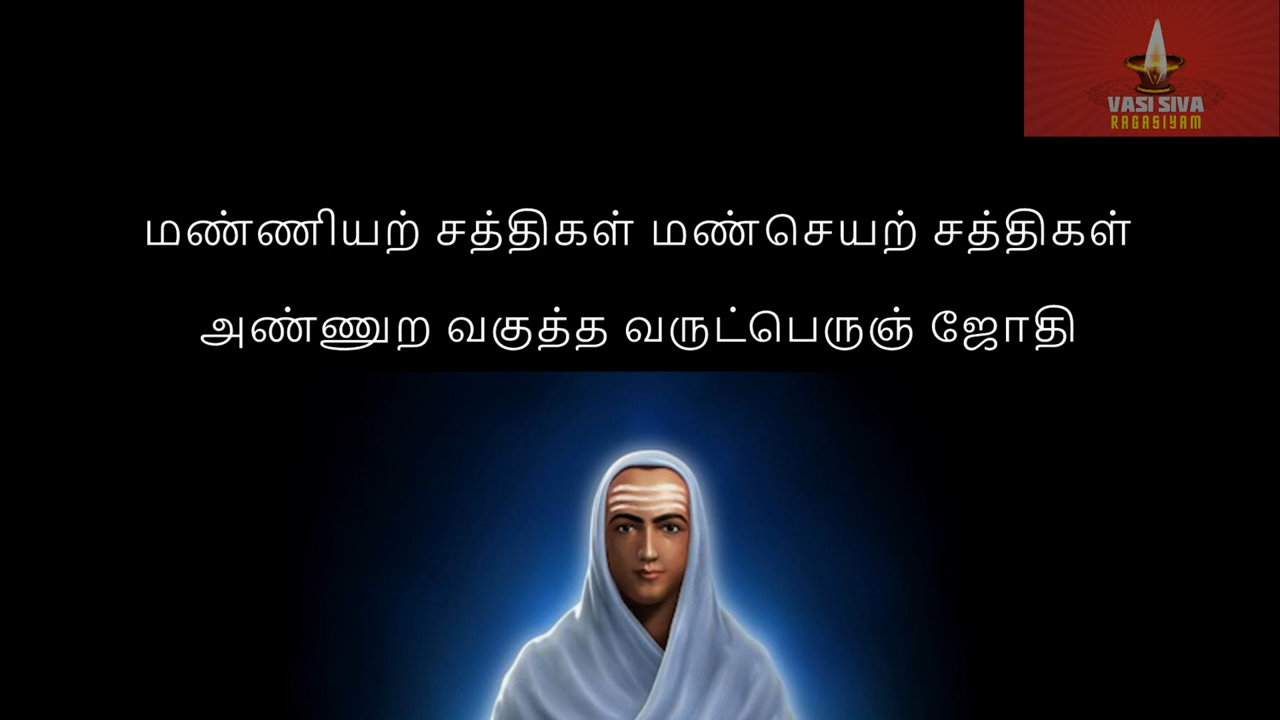 VASI SIVA
RAGASIYAM
மண்ணியற் சத்திகள் மண்செயற் சத்திகள்
அண்ணுற வகுத்த வருட்பெருஞ் ஜோதி